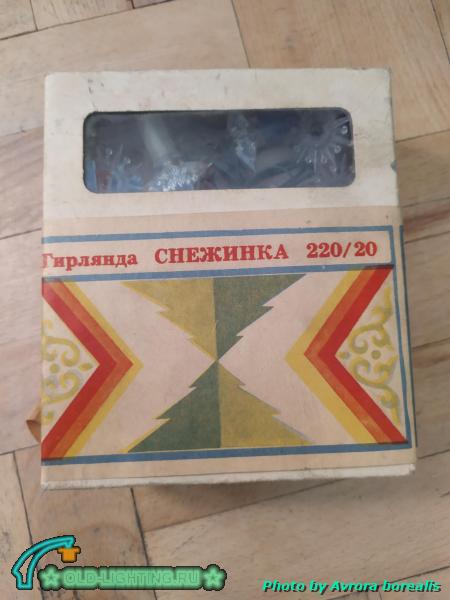 Гирлянда СНЕЖИНКА 220/20
OLD-LIGHTING.RU
Photo by Avrora borealis